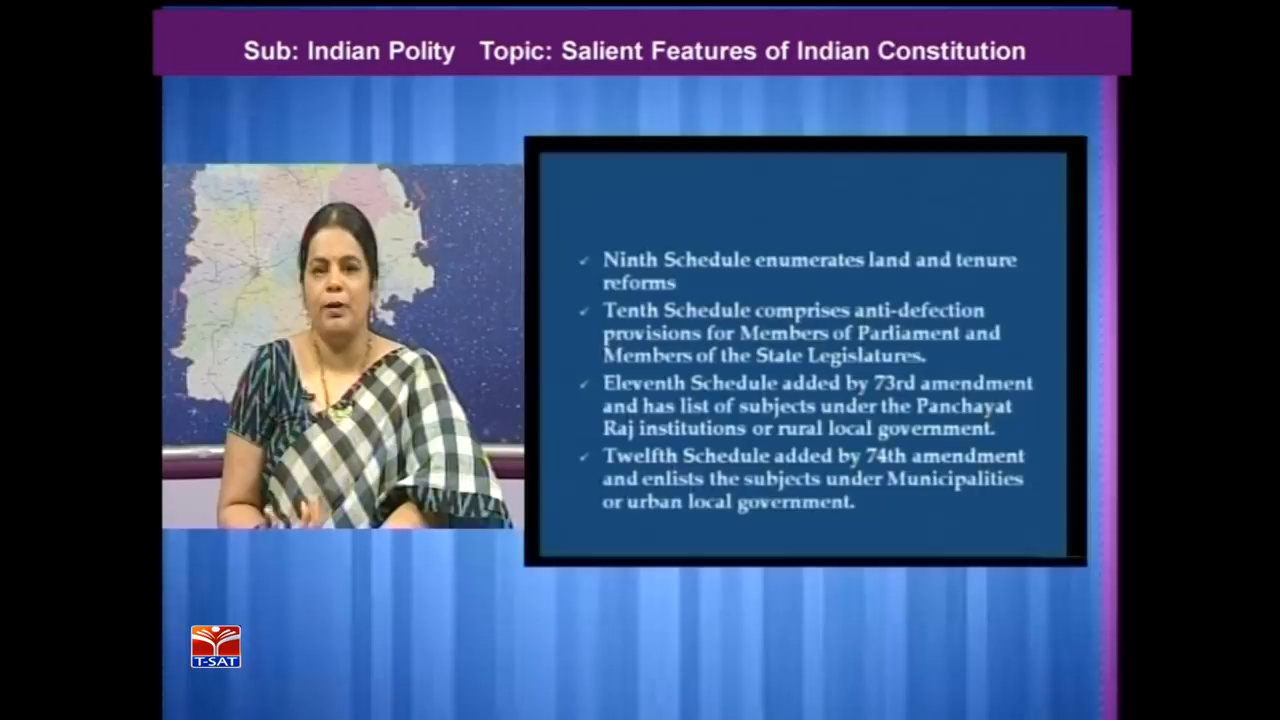 Sub: Indian Polity Topic: Salient Features of Indian Constitution
✓ Ninth Schedule enumerates land and tenure
reforms
✓ Tenth Schedule comprises anti-defection
provisions for Members of Parliament and
Members of the State Legislatures.
✓ Eleventh Schedule added by 73rd amendment
and has list of subjects under the Panchayat
Raj institutions or rural local government.
✓ Twelfth Schedule added by 74th amendment
and enlists the subjects under Municipalities
or urban local government.
T-SAT